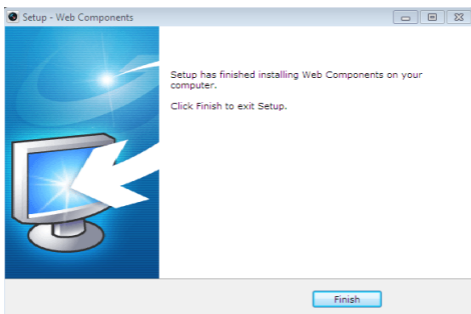 Setup - Web Components
Setup has finished installing Web Components on your
computer.
Click Finish to exit Setup.
Finish